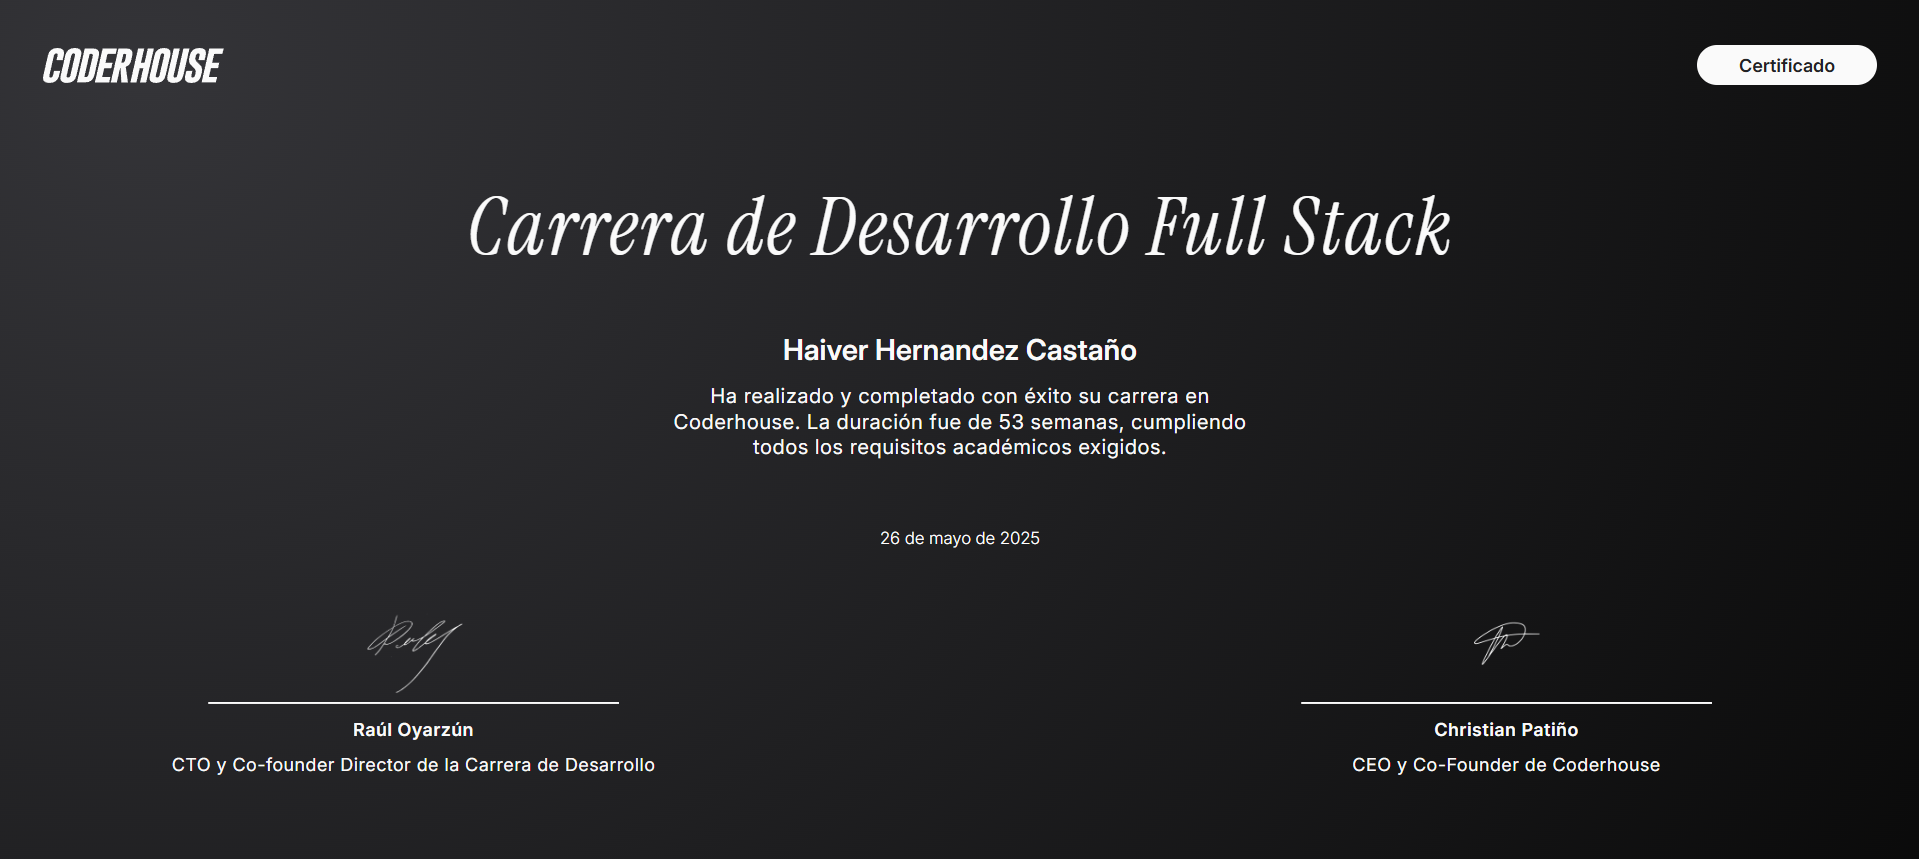 CODERHOUSE
Certificado
Carrera de Desarrollo Full Stack
Haiver Hernandez Castaño
Ha realizado y completado con éxito su carrera en
Coderhouse. La duración fue de 53 semanas, cumpliendo
todos los requisitos académicos exigidos.
26 de mayo de 2025
Raúl Oyarzún
CTO y Co-founder Director de la Carrera de Desarrollo
Christian Patiño
CEO y Co-Founder de Coderhouse